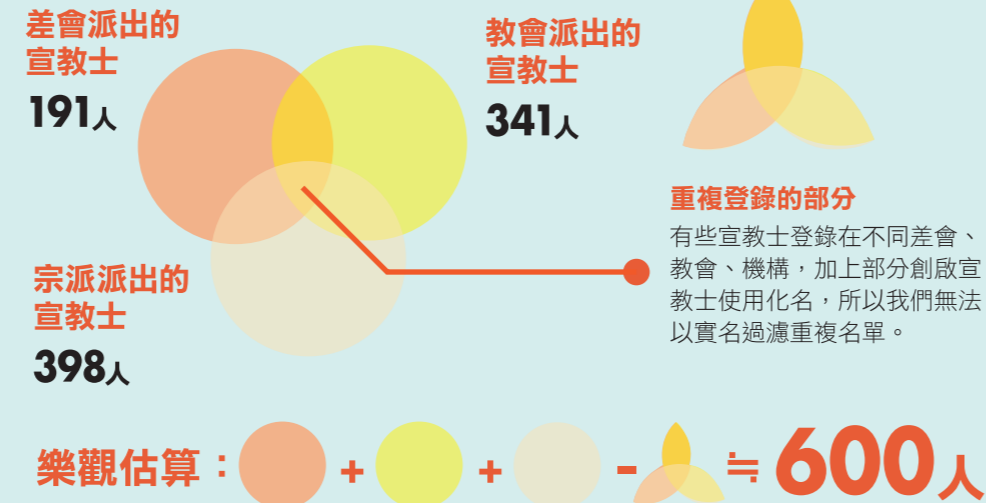 差會派出的
宣教士
191人
教會派出的
宣教士
341人
宗派派出的
宣教士
398人
重複登錄的部分
有些宣教士登錄在不同差會、
教會、機構，加上部分創啟宣
教士使用化名，所以我們無法
以實名過濾重複名單。
樂觀估算： + + - ≒ 600人